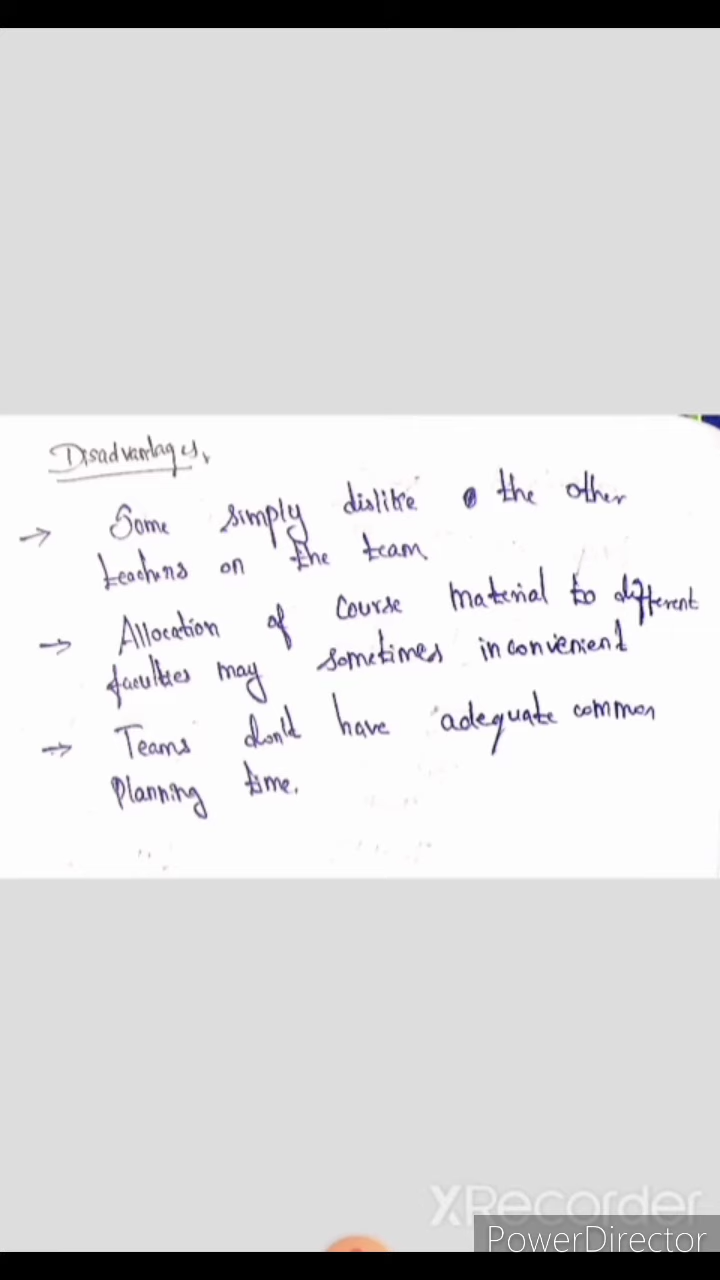 Disadvantages,
→ Some simply dislike the other
teachers on the team
→ Allocation of course material to different
faculties may sometimes inconvenient
→ Teams don't have adequate common
planning time.
XRecorder
PowerDirector